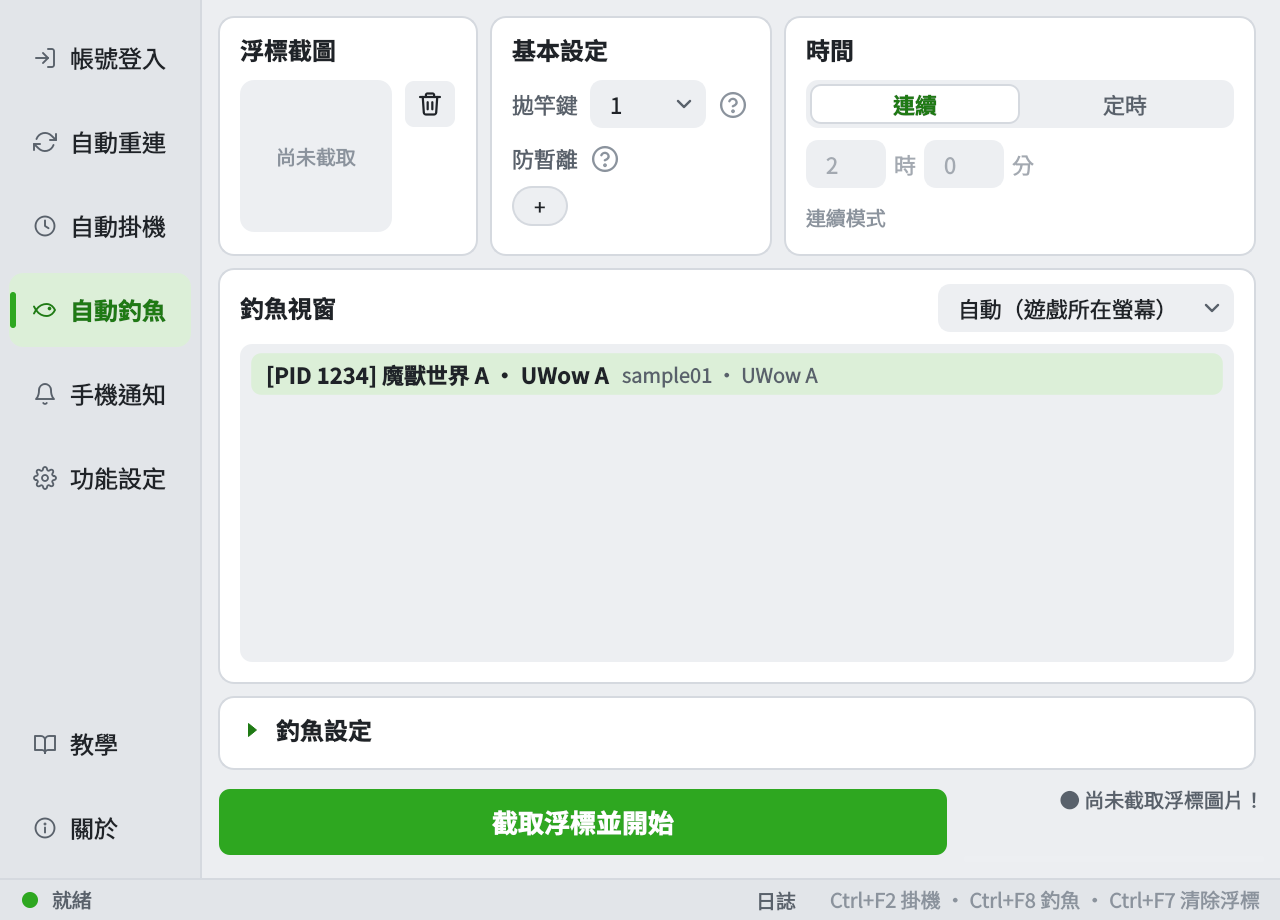 帳號登入
自動重連
自動掛機
自動釣魚
手機通知
功能設定
教學
關於
浮標截圖
尚未截取
基本設定
拋竿鍵 1
防暫離
+
時間
連續 定時
2 時 0 分
連續模式
釣魚視窗
自動（遊戲所在螢幕）
[PID 1234] 魔獸世界 A • UWow A sample01 • UWow A
釣魚設定
截取浮標並開始
尚未截取浮標圖片！
就緒
日誌 Ctrl+F2 掛機 • Ctrl+F8 釣魚 • Ctrl+F7 清除浮標